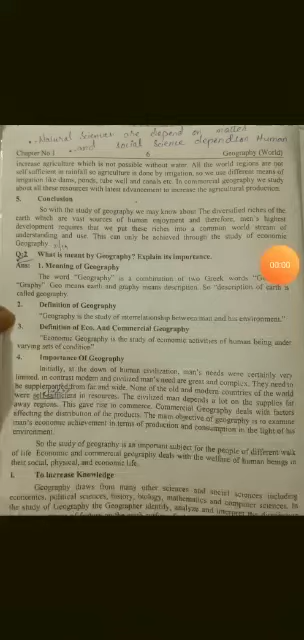 • Natural Sciences are depend on matter
• and social Science depend on Human
Chapter No 1 6 Geography (World)
increase agriculture which is not possible without water. All the world regions are not
self sufficient in rainfall so agriculture is done by irrigation, so we use different means of
irrigation like dams, ponds, tube well and canals etc. In commercial geography we study
about all these resources with latest advancement to increase the agricultural production.
5. Conclusion
So with the study of geography we may know about The diversified riches of the
earth which are vast sources of human enjoyment and therefore, men's highest
development requires that we put these riches into a common world stream of
understanding and use. This can only be achieved through the study of economic
Geography
Q.2 What is means by Geography? Explain its importance.
Ans: 1. Meaning of Geography
The word "Geography" is a combination of two Greek words
"Graphy" Geo means earth and graphy means description. So "description of earth is
called geography.
2. Definition of Geography
"Geography is the study of interrelationship between man and his environment."
3. Definition of Eco. And Commercial Geography
"Economic Geography is the study of economic activities of human being under
varying arts of condition"
4. Importance Of Geography
Initially, at the down of human civilization, man's needs were certainly very
limited, in contrast modern and civilized man's need are great and complex. They need to
be supplemented from far and wide. None of the old and modern countries of the world
were self-sufficient in resources. The civilized man depends a lot on the supplies far
away regions. This gave rise to commerce. Commercial Geography deals with factors
affecting the distribution of products. The main objective of geography is to examine
man's economic achievement in terms of production and consumption in the light of his
environment.
So the study of geography is an important subject for the people of different walk
of life. Economic and commercial geography deals with the welfare of human beings in
their social, physical, and economic life.
1. To Increase Knowledge
Geography draws from many other sciences and social sciences including
economics, political sciences, history, biology, mathematics and computer sciences. In
the study of Geography the Geographer identify, analyze and interpret the distribution
00:00